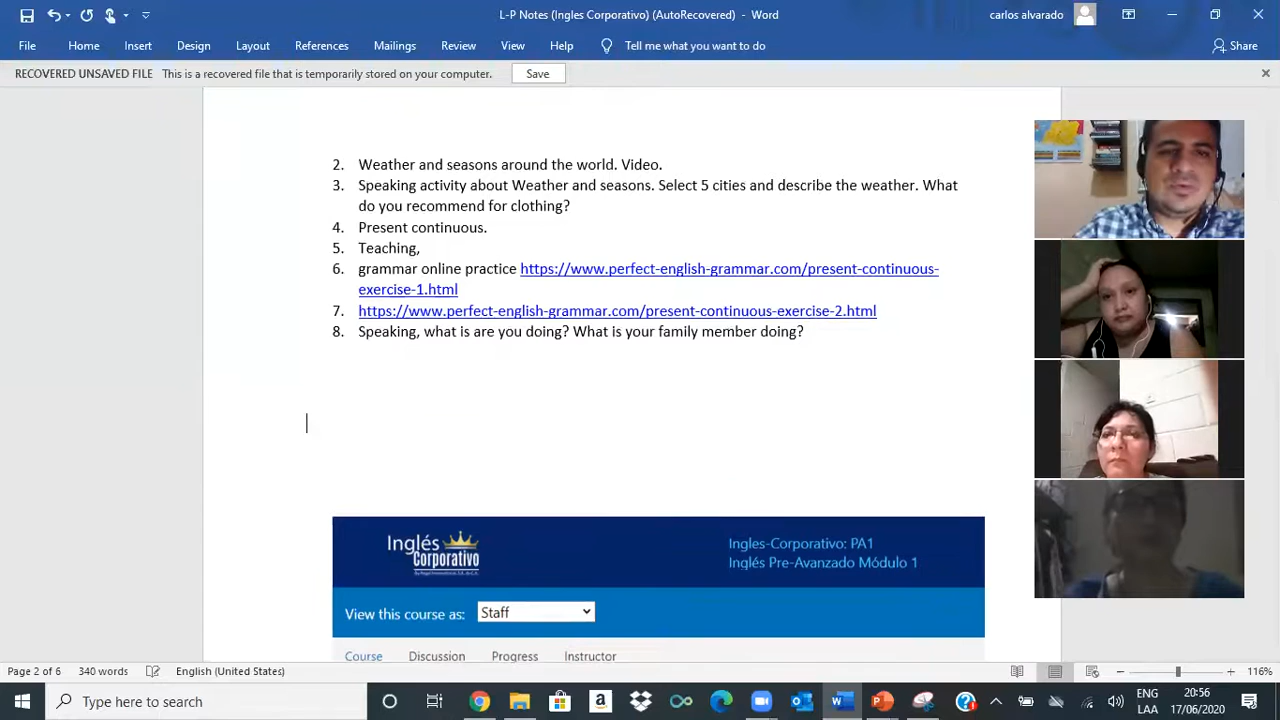 L-P Notes (Ingles Corporativo) (AutoRecovered) - Word
carlos alvarado
File Home Insert Design Layout References Mailings Review View Help Tell me what you want to do Share
RECOVERED UNSAVED FILE This is a recovered file that is temporarily stored on your computer. Save
2. Weather and seasons around the world. Video.
3. Speaking activity about Weather and seasons. Select 5 cities and describe the weather. What
do you recommend for clothing?
4. Present continuous.
5. Teaching,
6. grammar online practice https://www.perfect-english-grammar.com/present-continuous-
exercise-1.html
7. https://www.perfect-english-grammar.com/present-continuous-exercise-2.html
8. Speaking, what is are you doing? What is your family member doing?
Inglés
Corporativo
Ingles-Corporativo: PA1
Inglés Pre-Avanzado Módulo 1
View this course as: Staff
Course Discussion Progress Instructor
Page 2 of 6 340 words English (United States) 116%
Type here to search
ENG 20:56
LAA 17/06/2020